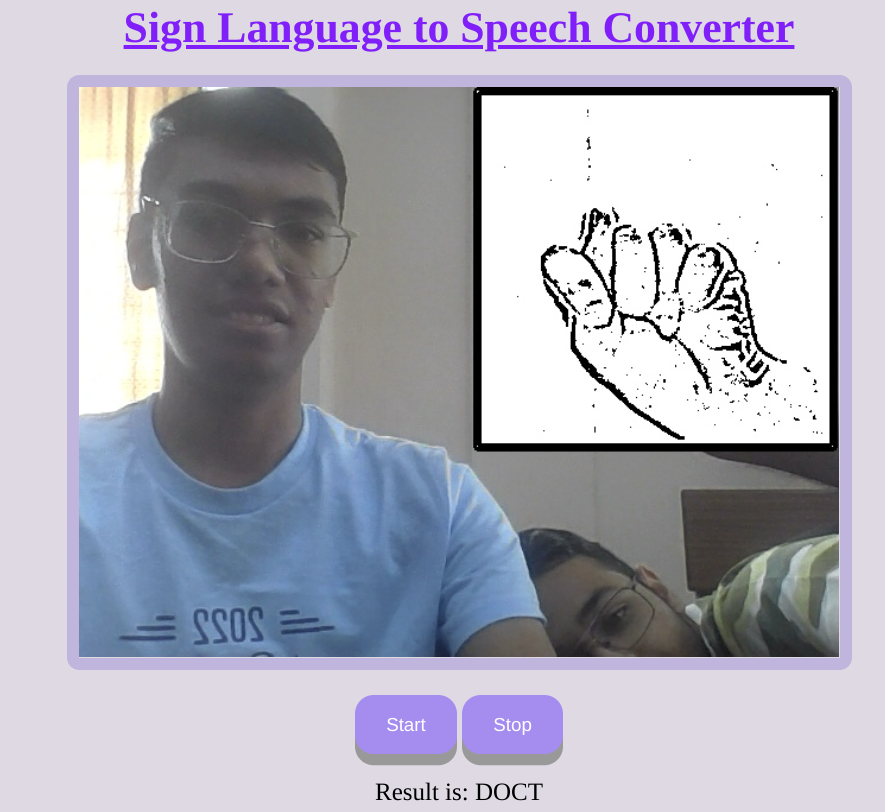 Sign Language to Speech Converter
2022
Start Stop
Result is: DOCT